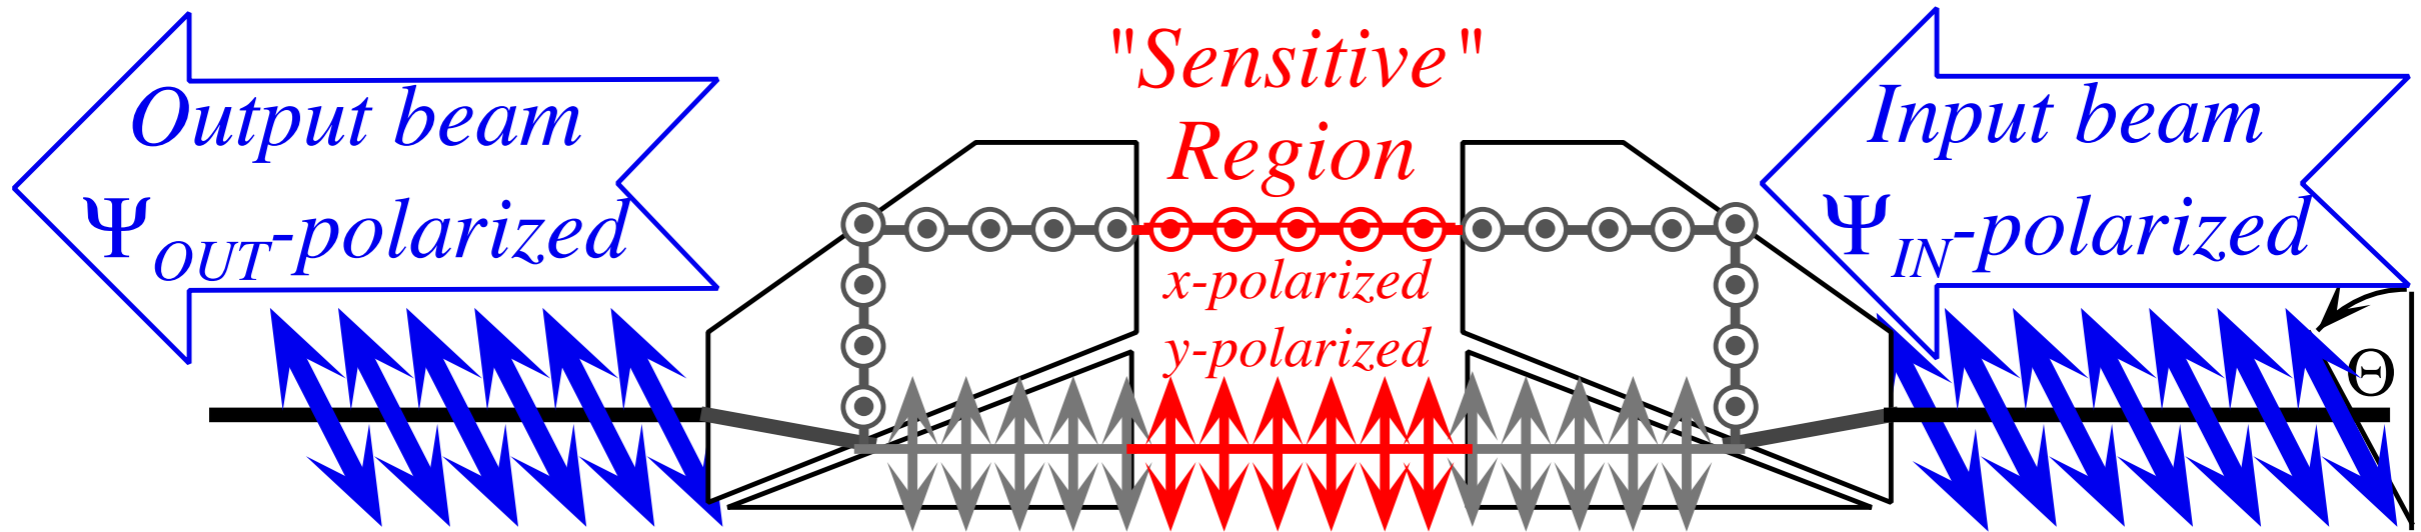 Output beam
Ψ_OUT-polarized
"Sensitive"
Region
x-polarized
y-polarized
Input beam
Ψ_IN-polarized
Θ